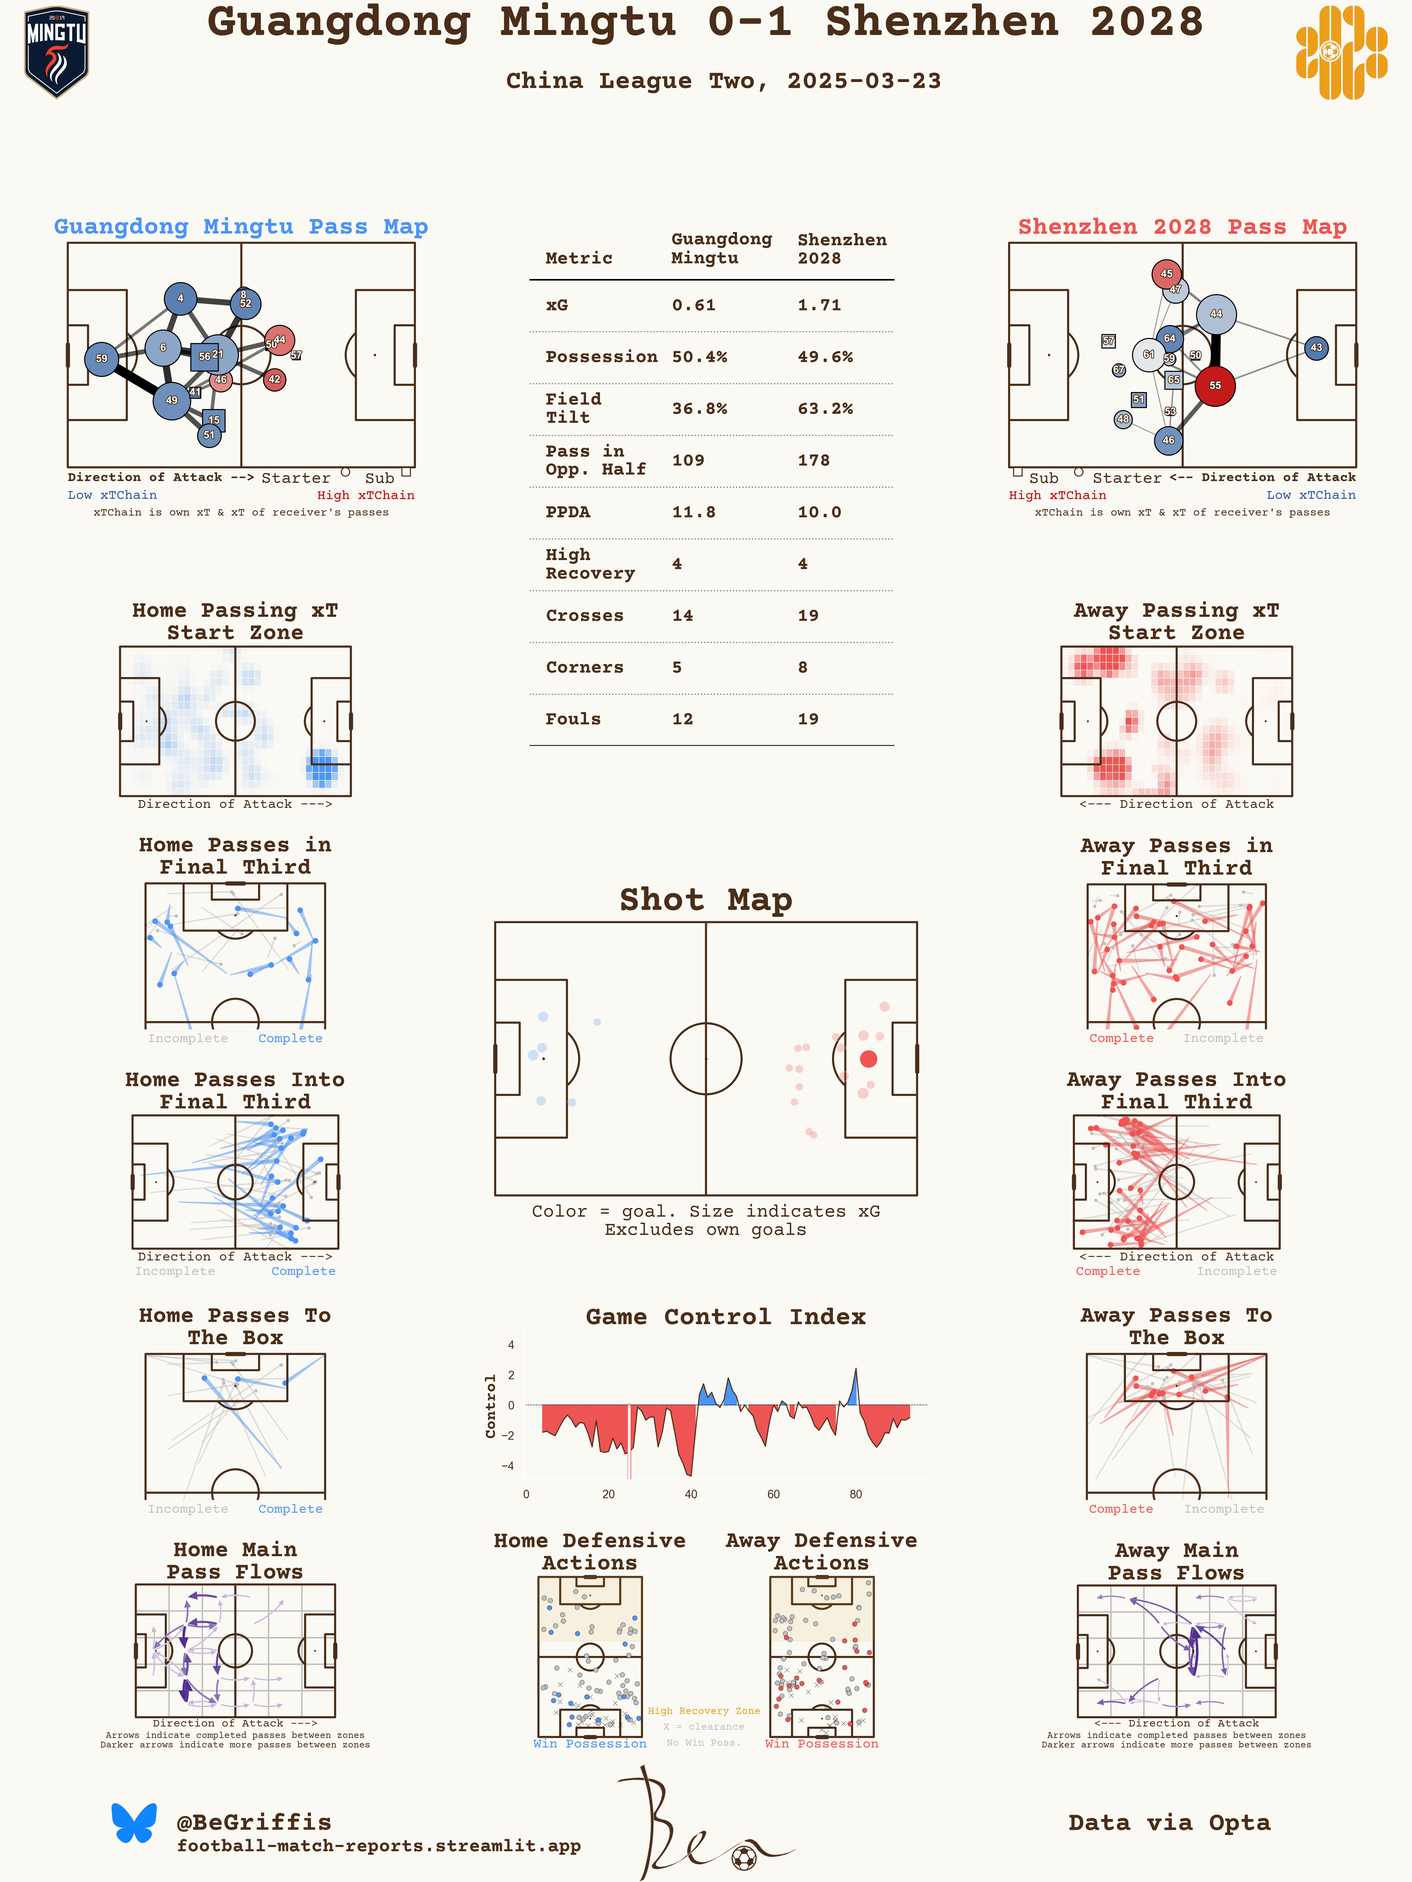 Guangdong Mingtu 0-1 Shenzhen 2028
China League Two, 2025-03-23
2019
MINGTU
Guangdong Mingtu Pass Map
59
4
6
49
56
21
8
52
44
50
57
42
46
41
15
51
Direction of Attack --> Starter Sub
Low xTChain High xTChain
xTChain is own xT & xT of receiver's passes
Metric Guangdong Mingtu Shenzhen 2028
xG 0.61 1.71
Possession 50.4% 49.6%
Field Tilt 36.8% 63.2%
Pass in Opp. Half 109 178
PPDA 11.8 10.0
High Recovery 4 4
Crosses 14 19
Corners 5 8
Fouls 12 19
Shenzhen 2028 Pass Map
45
47
44
57
64
61
59
50
43
67
65
55
51
48
53
46
Sub Starter <-- Direction of Attack
High xTChain Low xTChain
xTChain is own xT & xT of receiver's passes
Home Passing xT
Start Zone
Direction of Attack --->
Away Passing xT
Start Zone
<--- Direction of Attack
Home Passes in
Final Third
Incomplete Complete
Away Passes in
Final Third
Complete Incomplete
Shot Map
Color = goal. Size indicates xG
Excludes own goals
Home Passes Into
Final Third
Direction of Attack --->
Incomplete Complete
Away Passes Into
Final Third
<--- Direction of Attack
Complete Incomplete
Home Passes To
The Box
Incomplete Complete
Game Control Index
Control
4
2
0
−2
−4
0 20 40 60 80
Away Passes To
The Box
Complete Incomplete
Home Main
Pass Flows
Direction of Attack --->
Arrows indicate completed passes between zones
Darker arrows indicate more passes between zones
Home Defensive
Actions
Win Possession
Away Defensive
Actions
Win Possession
High Recovery Zone
X = clearance
No Win Poss.
Away Main
Pass Flows
<--- Direction of Attack
Arrows indicate completed passes between zones
Darker arrows indicate more passes between zones
@BeGriffis
football-match-reports.streamlit.app
Ben
Data via Opta